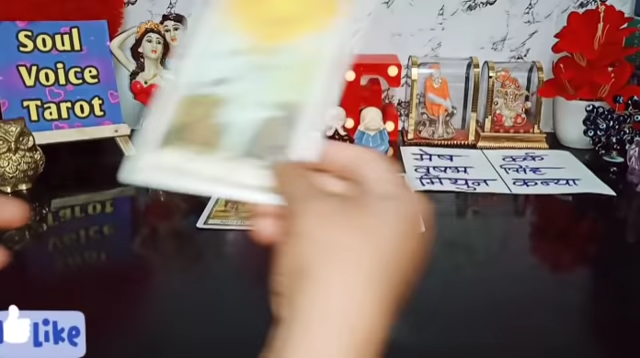 Soul
Voice
Tarot
मेष
वृषभ
मिथुन
कर्क
सिंह
कन्या
Like